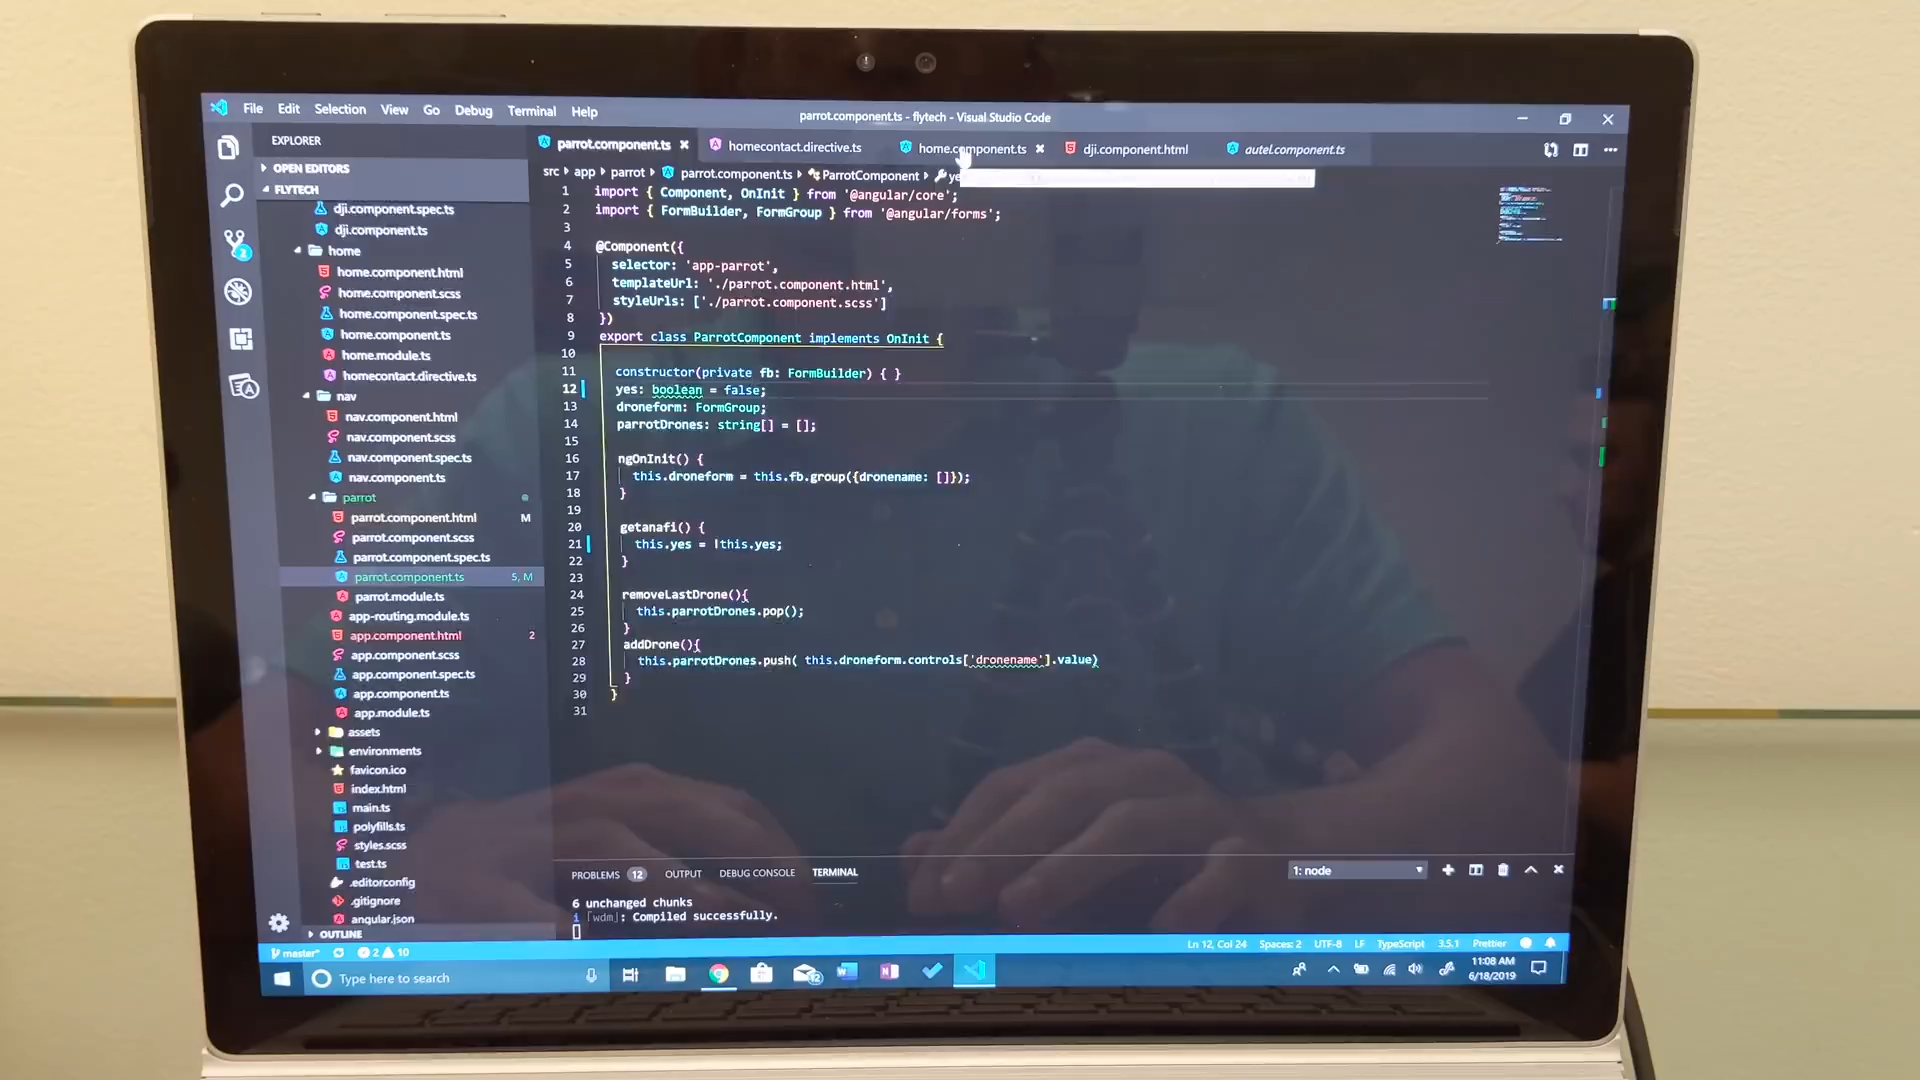 File Edit Selection View Go Debug Terminal Help
parrot.component.ts - flytech - Visual Studio Code
EXPLORER
parrot.component.ts
homecontact.directive.ts
home.component.ts
dji.component.html
autel.component.ts
OPEN EDITORS
FLYTECH
dji.component.spec.ts
dji.component.ts
home
home.component.html
home.component.scss
home.component.spec.ts
home.component.ts
home.module.ts
homecontact.directive.ts
nav
nav.component.html
nav.component.scss
nav.component.spec.ts
nav.component.ts
parrot
parrot.component.html M
parrot.component.scss
parrot.component.spec.ts
parrot.component.ts 5, M
parrot.module.ts
app-routing.module.ts
app.component.html 2
app.component.scss
app.component.spec.ts
app.component.ts
app.module.ts
assets
environments
favicon.ico
index.html
main.ts
polyfills.ts
styles.scss
test.ts
.editorconfig
.gitignore
angular.json
OUTLINE
2
src › app › parrot › parrot.component.ts › ParrotComponent › ye
1 import { Component, OnInit } from '@angular/core';
2 import { FormBuilder, FormGroup } from '@angular/forms';
3
4 @Component({
5 selector: 'app-parrot',
6 templateUrl: './parrot.component.html',
7 styleUrls: ['./parrot.component.scss']
8 })
9 export class ParrotComponent implements OnInit {
10
11 constructor(private fb: FormBuilder) { }
12 yes: boolean = false;
13 droneform: FormGroup;
14 parrotDrones: string[] = [];
15
16 ngOnInit() {
17 this.droneform = this.fb.group({dronename: []});
18 }
19
20 getanafi() {
21 this.yes = !this.yes;
22 }
23
24 removeLastDrone(){
25 this.parrotDrones.pop();
26 }
27 addDrone(){
28 this.parrotDrones.push( this.droneform.controls['dronename'].value)
29 }
30 }
31
PROBLEMS 12 OUTPUT DEBUG CONSOLE TERMINAL
1: node
6 unchanged chunks
i [wdm]: Compiled successfully.
master* 2 10
Ln 12, Col 24 Spaces: 2 UTF-8 LF TypeScript 3.5.1 Prettier
Type here to search
12
11:08 AM
6/18/2019